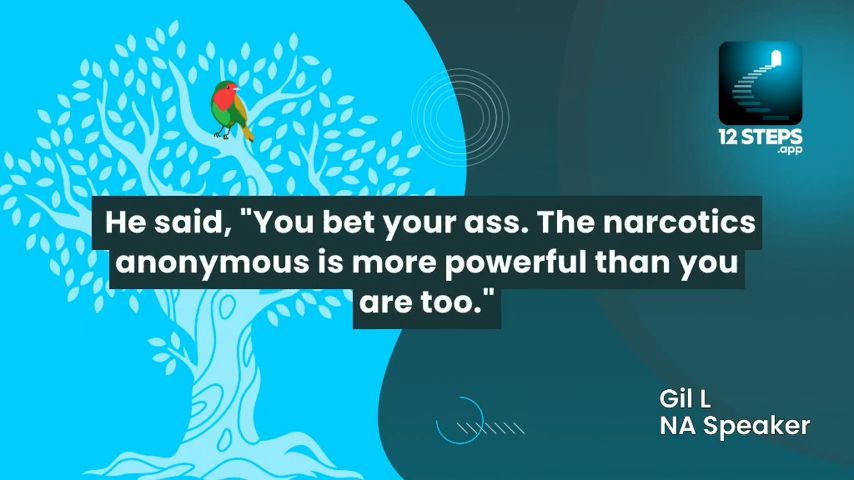 12 STEPS
.app
He said, "You bet your ass. The narcotics
anonymous is more powerful than you
are too."
Gil L
NA Speaker